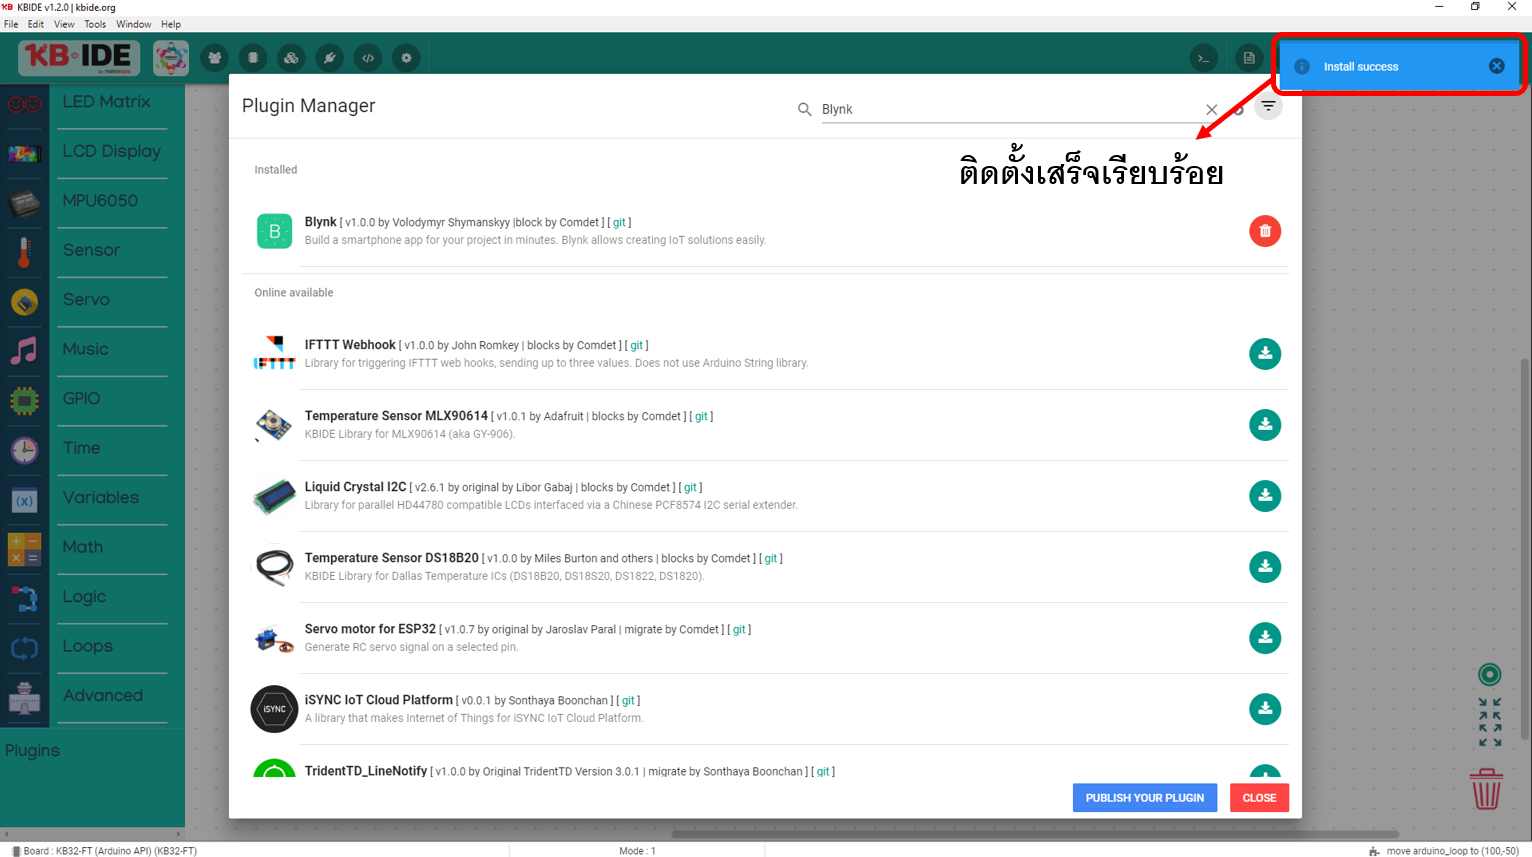 KB KBIDE v1.2.0 | kbide.org
File Edit View Tools Window Help
KB-IDE
by makerasia
Install success
Plugin Manager
Blynk
ติดตั้งเสร็จเรียบร้อย
LED Matrix
LCD Display
MPU6050
Sensor
Servo
Music
GPIO
Time
Variables
Math
Logic
Loops
Advanced
Plugins
Installed
B
Blynk [ v1.0.0 by Volodymyr Shymanskyy |block by Comdet ] [ git ]
Build a smartphone app for your project in minutes. Blynk allows creating IoT solutions easily.
Online available
IFTTT
IFTTT Webhook [ v1.0.0 by John Romkey | blocks by Comdet ] [ git ]
Library for triggering IFTTT web hooks, sending up to three values. Does not use Arduino String library.
Temperature Sensor MLX90614 [ v1.0.1 by Adafruit | blocks by Comdet ] [ git ]
KBIDE Library for MLX90614 (aka GY-906).
Liquid Crystal I2C [ v2.6.1 by original by Libor Gabaj | blocks by Comdet ] [ git ]
Library for parallel HD44780 compatible LCDs interfaced via a Chinese PCF8574 I2C serial extender.
Temperature Sensor DS18B20 [ v1.0.0 by Miles Burton and others | blocks by Comdet ] [ git ]
KBIDE Library for Dallas Temperature ICs (DS18B20, DS18S20, DS1822, DS1820).
Servo motor for ESP32 [ v1.0.7 by original by Jaroslav Paral | migrate by Comdet ] [ git ]
Generate RC servo signal on a selected pin.
iSYNC
iSYNC IoT Cloud Platform [ v0.0.1 by Sonthaya Boonchan ] [ git ]
A library that makes Internet of Things for iSYNC IoT Cloud Platform.
TridentTD_LineNotify [ v1.0.0 by Original TridentTD Version 3.0.1 | migrate by Sonthaya Boonchan ] [ git ]
PUBLISH YOUR PLUGIN
CLOSE
Board : KB32-FT (Arduino API) (KB32-FT)
Mode : 1
move arduino_loop to (100,-50)